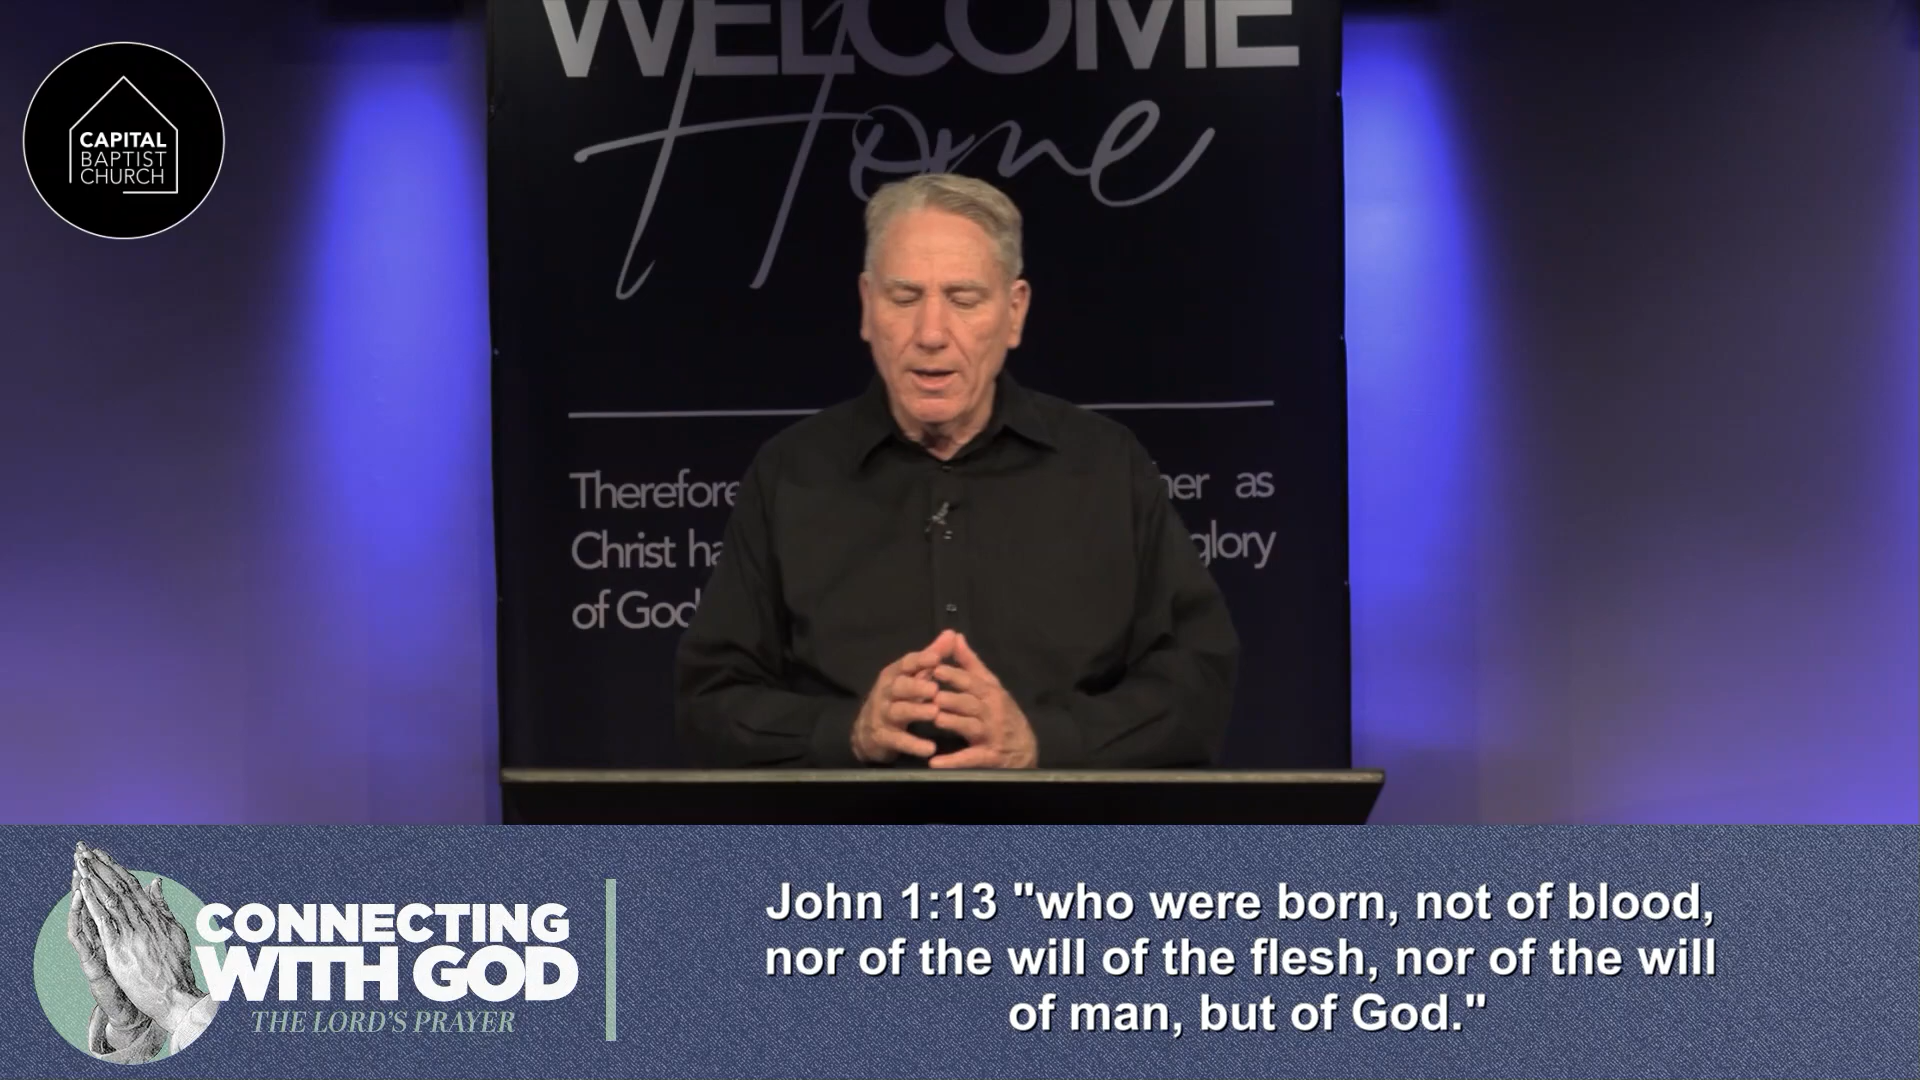 WELCOME
Home
CAPITAL
BAPTIST
CHURCH
Therefore as
Christ glory
of God
CONNECTING
WITH GOD
THE LORD'S PRAYER
John 1:13 "who were born, not of blood,
nor of the will of the flesh, nor of the will
of man, but of God."